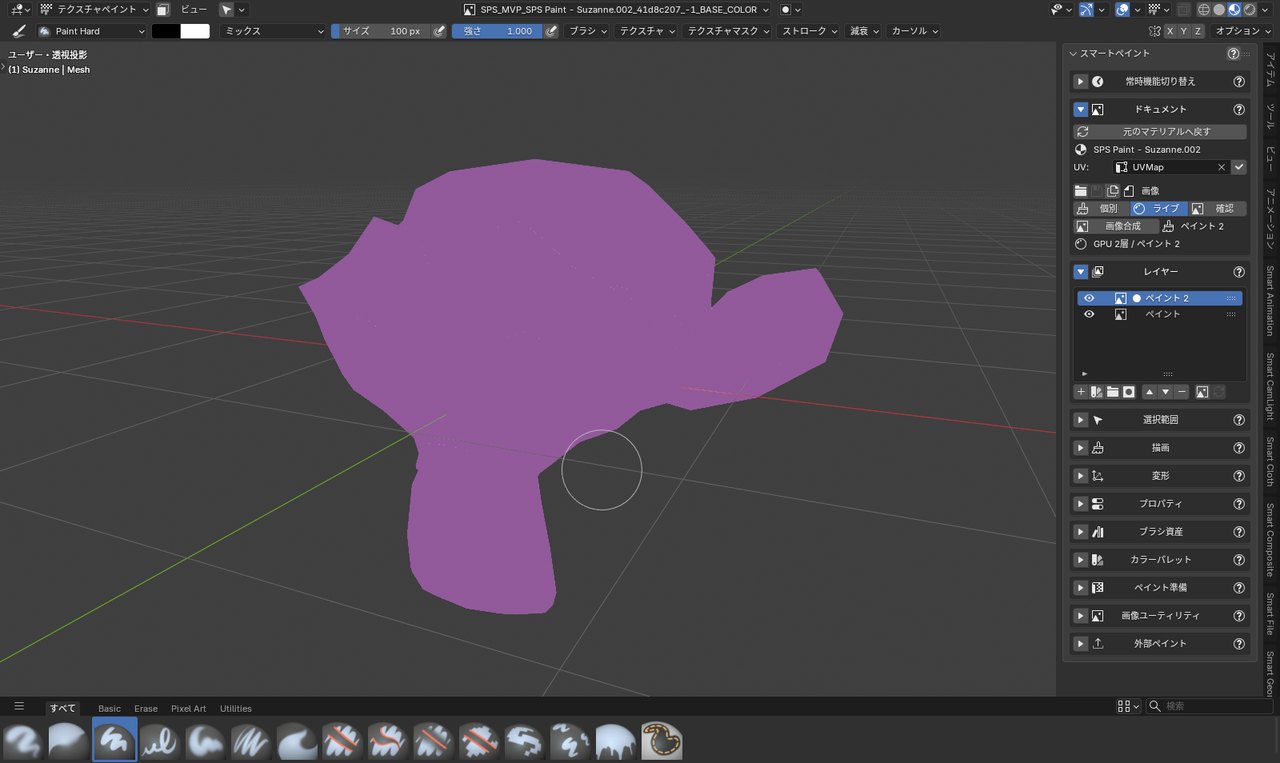 テクスチャペイント ビュー SPS_MVP_SPS Paint - Suzanne.002_41d8c207_-1_BASE_COLOR
Paint Hard ミックス サイズ 100 px 強さ 1.000 ブラシ テクスチャ テクスチャマスク ストローク 減衰 カーソル X Y Z オプション
ユーザー・透視投影
(1) Suzanne | Mesh
スマートペイント
常時機能切り替え
ドキュメント
元のマテリアルへ戻す
SPS Paint - Suzanne.002
UV: UVMap
画像
個別 ライブ 確認
画像合成 ペイント 2
GPU 2層 / ペイント 2
レイヤー
ペイント 2
ペイント
選択範囲
描画
変形
プロパティ
ブラシ資産
カラーパレット
ペイント準備
画像ユーティリティ
外部ペイント
アイテム
ツール
ビュー
アニメーション
Smart Animation
Smart CamLight
Smart Cloth
Smart Composite
Smart File
Smart Geo
すべて Basic Erase Pixel Art Utilities 検索